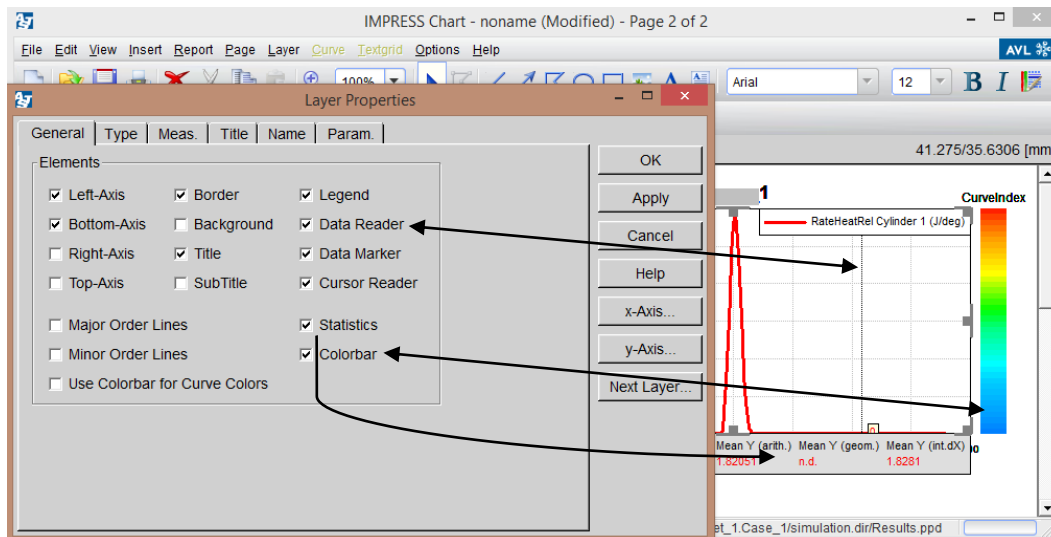 IMPRESS Chart - noname (Modified) - Page 2 of 2
File Edit View Insert Report Page Layer Curve Textgrid Options Help
AVL
100%
Arial
12
B I
Layer Properties
General Type Meas. Title Name Param.
41.275/35.6306 [mm
Elements
Left-Axis Border Legend
Bottom-Axis Background Data Reader
Right-Axis Title Data Marker
Top-Axis SubTitle Cursor Reader
Major Order Lines Statistics
Minor Order Lines Colorbar
Use Colorbar for Curve Colors
OK
Apply
Cancel
Help
x-Axis...
y-Axis...
Next Layer...
_1
CurveIndex
RateHeatRel Cylinder 1 (J/deg)
0
Mean Y (arith.) Mean Y (geom.) Mean Y (int.dX)
1.82051 n.d. 1.8281
et_1.Case_1/simulation.dir/Results.ppd